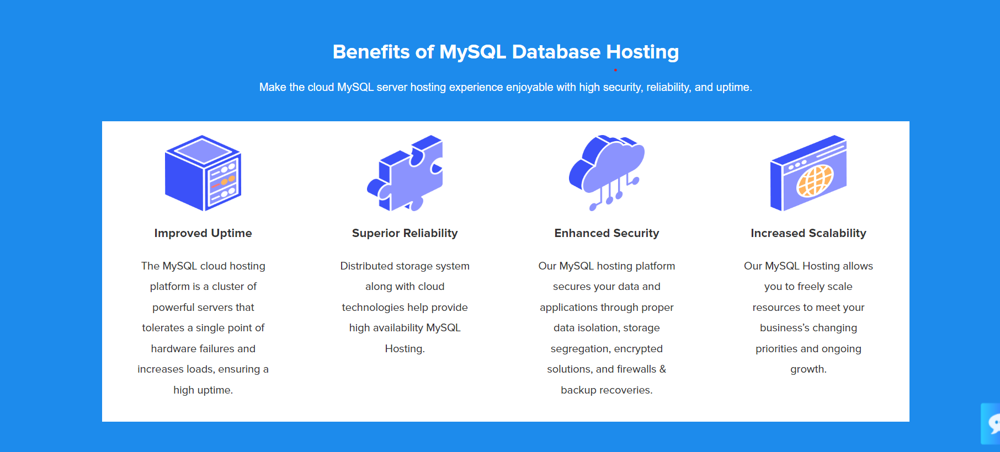 Benefits of MySQL Database Hosting
Make the cloud MySQL server hosting experience enjoyable with high security, reliability, and uptime.
Improved Uptime
The MySQL cloud hosting
platform is a cluster of
powerful servers that
tolerates a single point of
hardware failures and
increases loads, ensuring a
high uptime.
Superior Reliability
Distributed storage system
along with cloud
technologies help provide
high availability MySQL
Hosting.
Enhanced Security
Our MySQL hosting platform
secures your data and
applications through proper
data isolation, storage
segregation, encrypted
solutions, and firewalls &
backup recoveries.
Increased Scalability
Our MySQL Hosting allows
you to freely scale
resources to meet your
business’s changing
priorities and ongoing
growth.